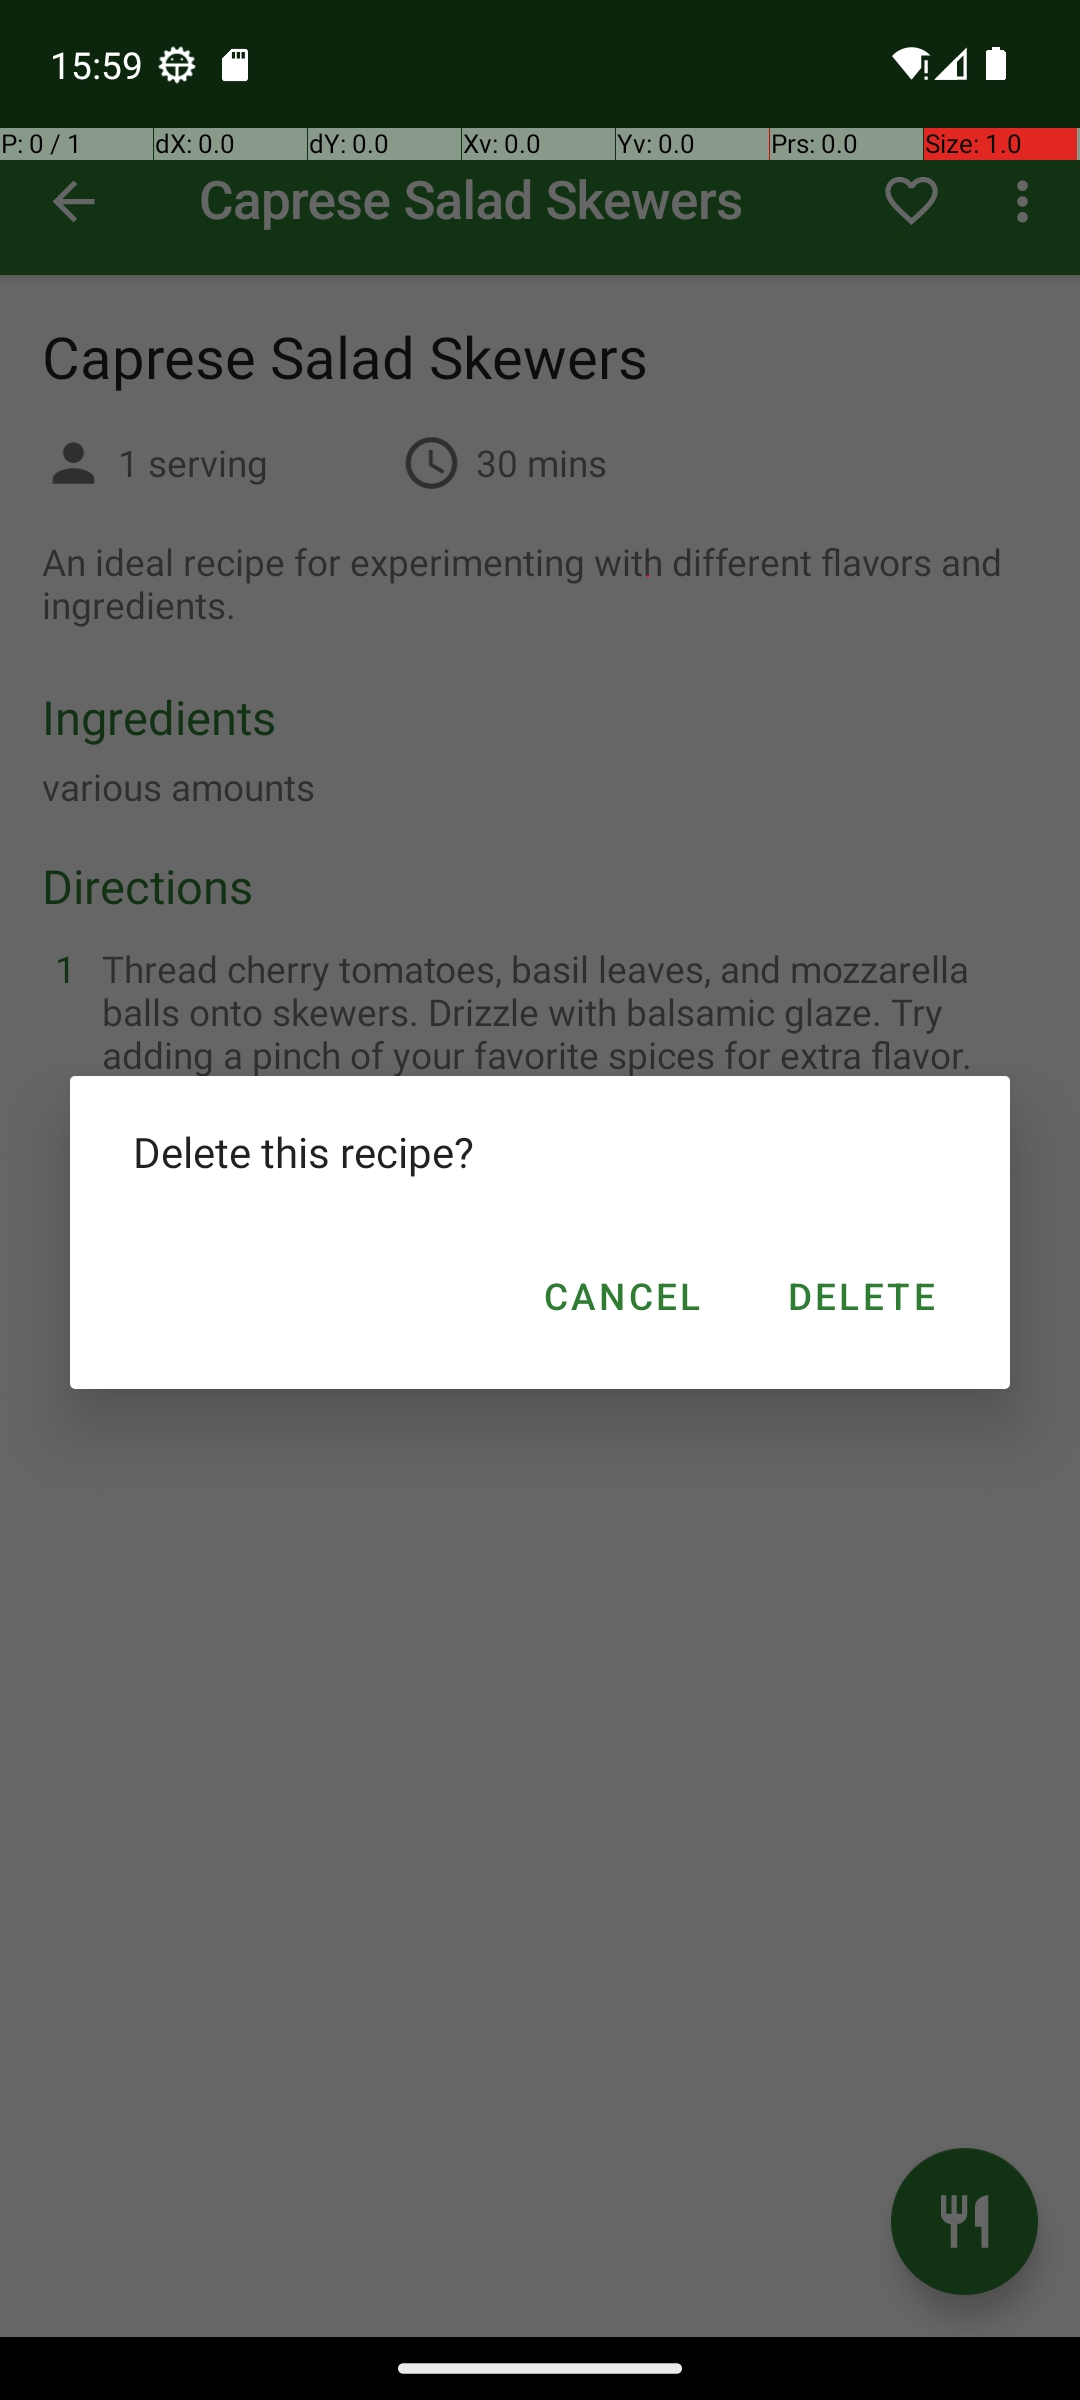 15:59
P: 0 / 1 dX: 0.0 dY: 0.0 Xv: 0.0 Yv: 0.0 Prs: 0.0 Size: 1.0
Caprese Salad Skewers
Caprese Salad Skewers
1 serving 30 mins
An ideal recipe for experimenting with different flavors and
ingredients.
Ingredients
various amounts
Directions
1 Thread cherry tomatoes, basil leaves, and mozzarella
balls onto skewers. Drizzle with balsamic glaze. Try
adding a pinch of your favorite spices for extra flavor.
Delete this recipe?
CANCEL DELETE